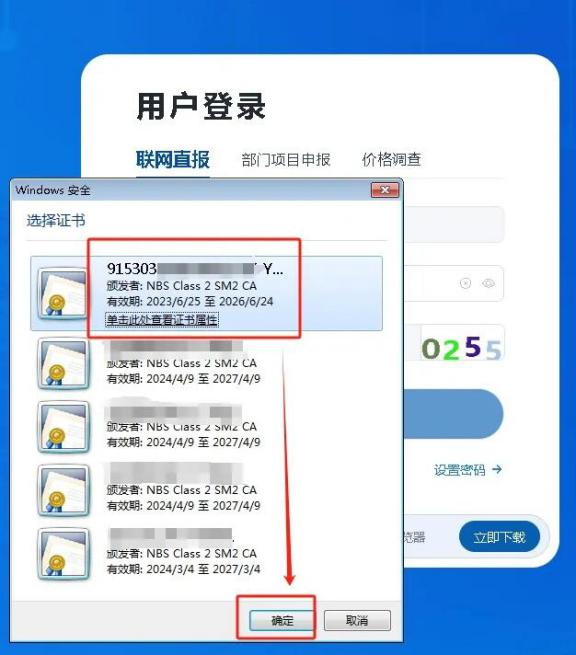 用户登录
联网直报 部门项目申报 价格调查
Windows 安全
选择证书
915303 Y...
颁发者: NBS Class 2 SM2 CA
有效期: 2023/6/25 至 2026/6/24
单击此处查看证书属性
颁发者: NBS Class 2 SM2 CA
有效期: 2024/4/9 至 2027/4/9
颁发者: NBS Class 2 SM2 CA
有效期: 2024/4/9 至 2027/4/9
颁发者: NBS Class 2 SM2 CA
有效期: 2024/4/9 至 2027/4/9
颁发者: NBS Class 2 SM2 CA
有效期: 2024/3/4 至 2027/3/4
确定 取消
0255
设置密码 →
览器 立即下载